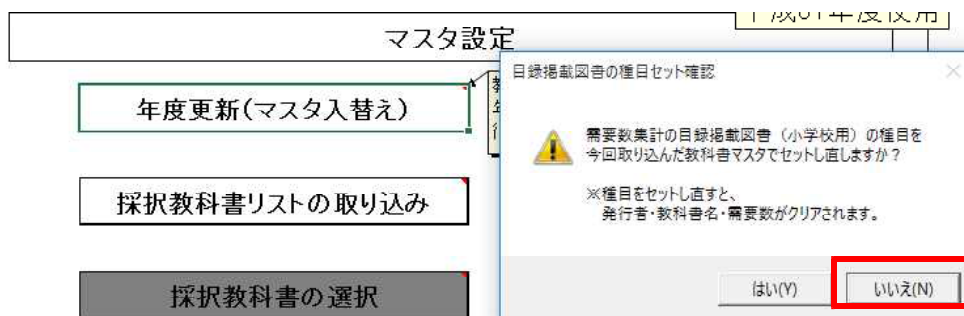 マスタ設定
年度更新(マスタ入替え)
採択教科書リストの取り込み
採択教科書の選択
目録掲載図書の種目セット確認
需要数集計の目録掲載図書（小学校用）の種目を
今回取り込んだ教科書マスタでセットし直しますか？
※種目をセットし直すと、
発行者・教科書名・需要数がクリアされます。
はい(Y)
いいえ(N)